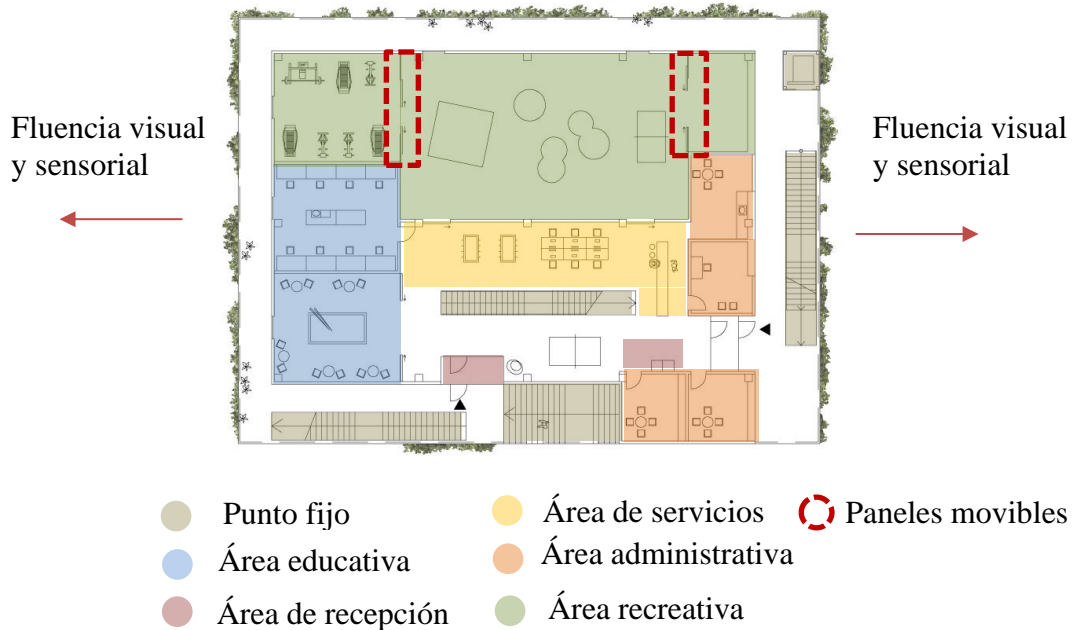 Fluencia visual
y sensorial
Fluencia visual
y sensorial
Punto fijo
Área de servicios
Paneles movibles
Área educativa
Área administrativa
Área de recepción
Área recreativa